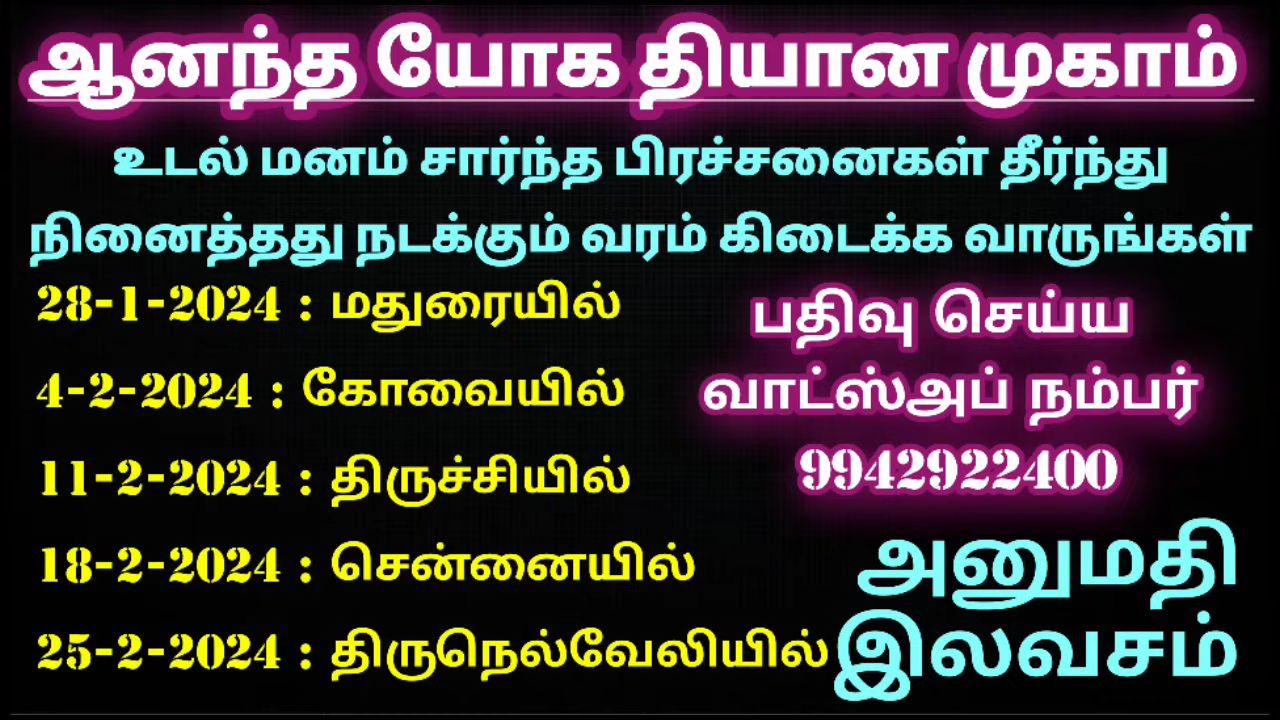 ஆனந்த யோக தியான முகாம்
உடல் மனம் சார்ந்த பிரச்சனைகள் தீர்ந்து
நினைத்தது நடக்கும் வரம் கிடைக்க வாருங்கள்
28-1-2024 : மதுரையில்
4-2-2024 : கோவையில்
11-2-2024 : திருச்சியில்
18-2-2024 : சென்னையில்
25-2-2024 : திருநெல்வேலியில்
பதிவு செய்ய
வாட்ஸ்அப் நம்பர்
9942922400
அனுமதி
இலவசம்